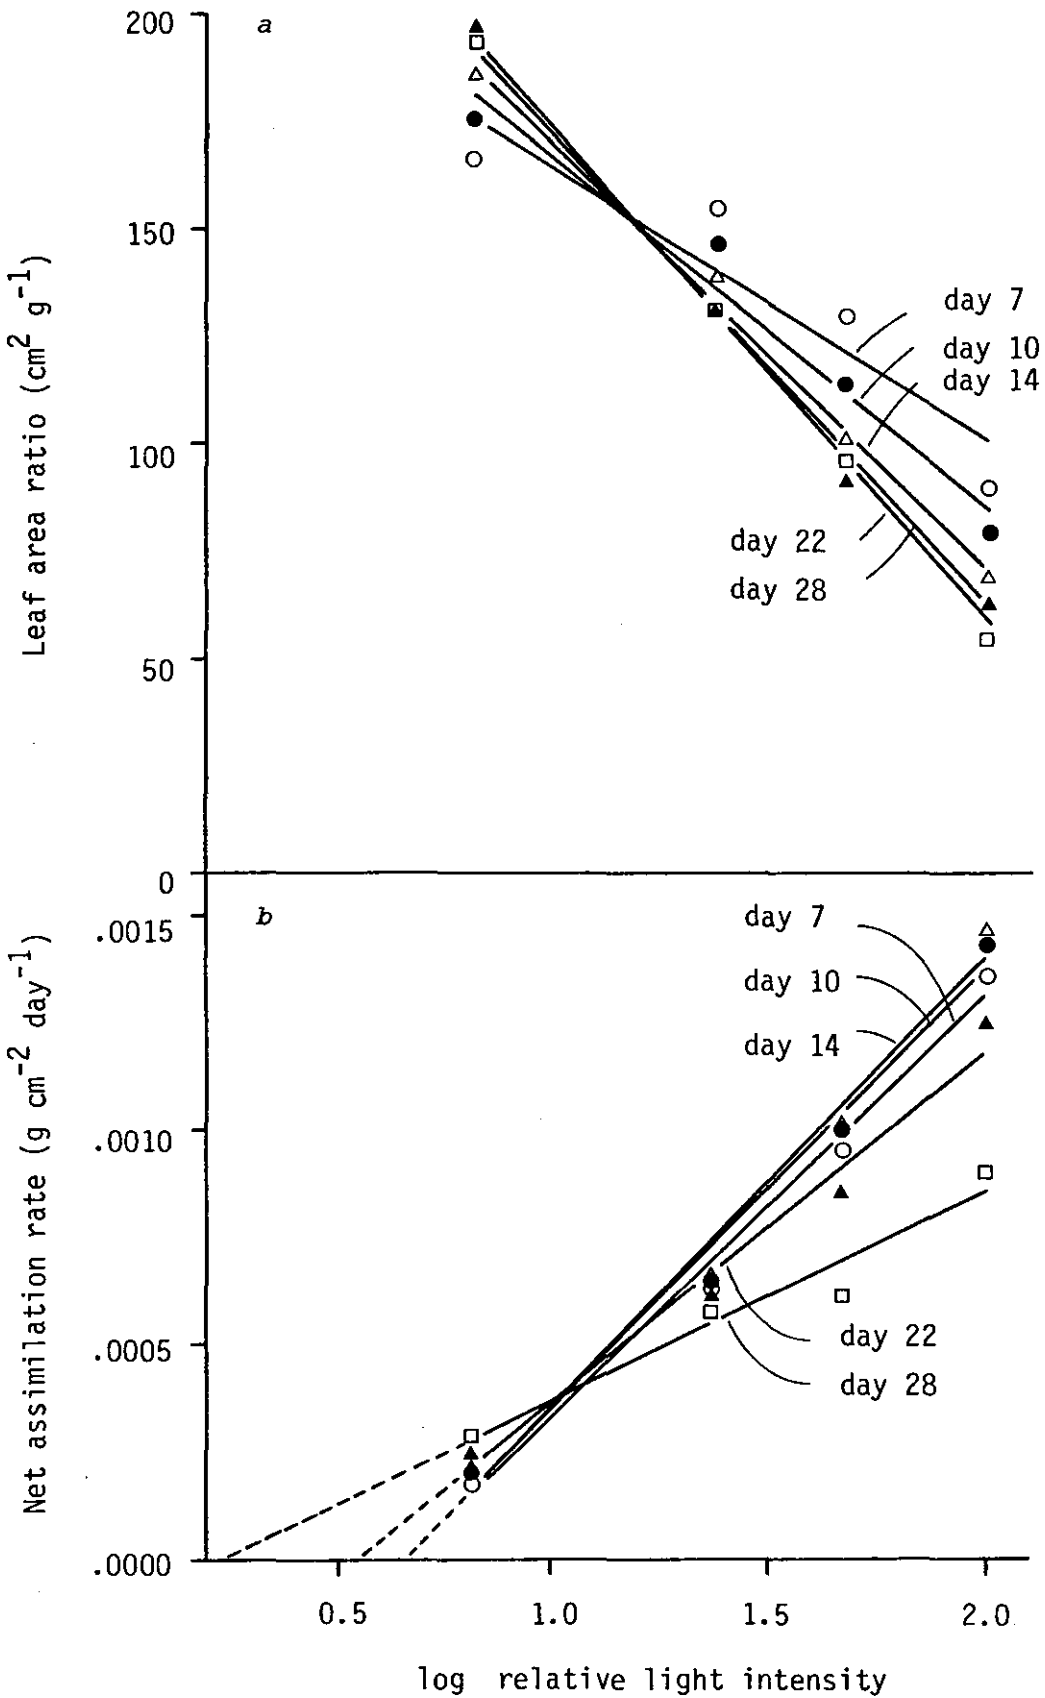 a
200
150
100
50
0
Leaf area ratio (cm² g⁻¹)
day 7
day 10
day 14
day 22
day 28
b
.0015
.0010
.0005
.0000
Net assimilation rate (g cm⁻² day⁻¹)
day 7
day 10
day 14
day 22
day 28
0.5 1.0 1.5 2.0
log relative light intensity